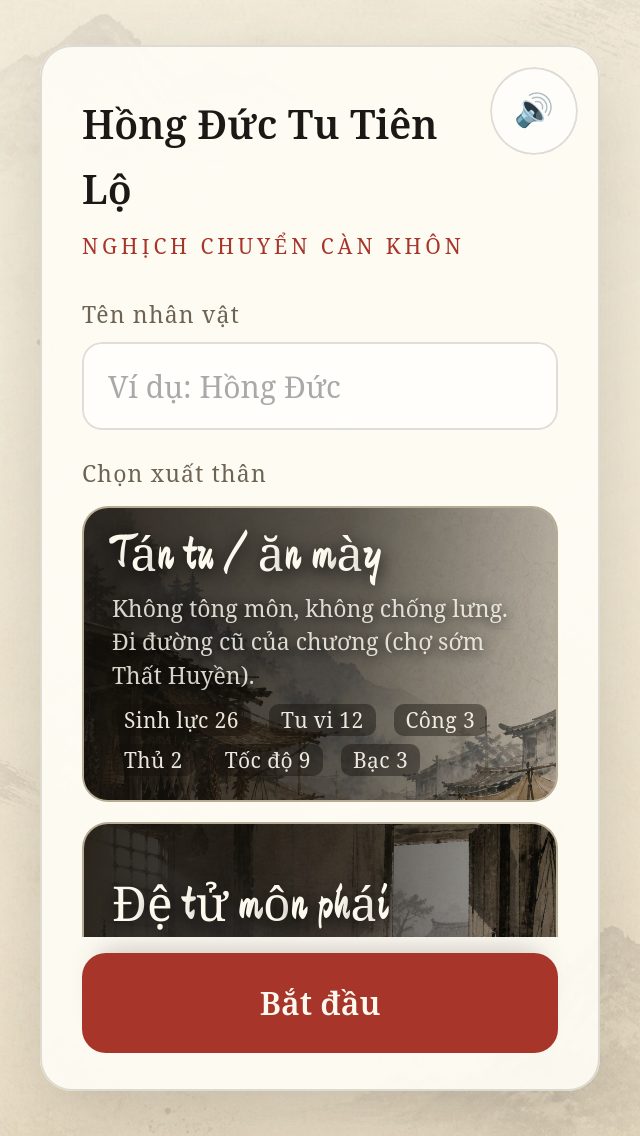 Hồng Đức Tu Tiên
Lộ
NGHỊCH CHUYỂN CÀN KHÔN
Tên nhân vật
Ví dụ: Hồng Đức
Chọn xuất thân
Tán tu / ăn mày
Không tông môn, không chống lưng.
Đi đường cũ của chương (chợ sớm
Thất Huyền).
Sinh lực 26 Tu vi 12 Công 3
Thủ 2 Tốc độ 9 Bạc 3
Đệ tử môn phái
Bắt đầu